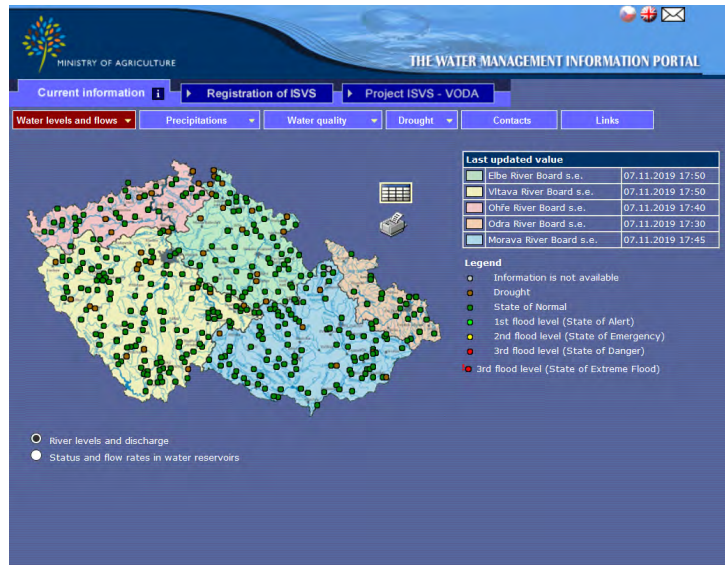 MINISTRY OF AGRICULTURE
THE WATER MANAGEMENT INFORMATION PORTAL
Current information i Registration of ISVS Project ISVS - VODA
Water levels and flows Precipitations Water quality Drought Contacts Links
Last updated value
Elbe River Board s.e. 07.11.2019 17:50
Vltava River Board s.e. 07.11.2019 17:50
Ohře River Board s.e. 07.11.2019 17:40
Odra River Board s.e. 07.11.2019 17:30
Morava River Board s.e. 07.11.2019 17:45
Legend
Information is not available
Drought
State of Normal
1st flood level (State of Alert)
2nd flood level (State of Emergency)
3rd flood level (State of Danger)
3rd flood level (State of Extreme Flood)
River levels and discharge
Status and flow rates in water reservoirs